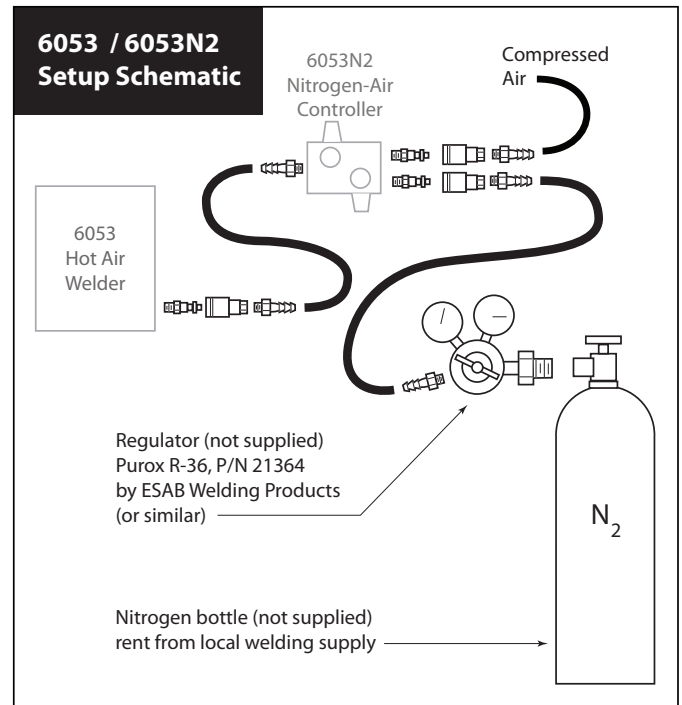 6053 / 6053N2
Setup Schematic
6053N2
Nitrogen-Air
Controller
Compressed
Air
6053
Hot Air
Welder
Regulator (not supplied)
Purox R-36, P/N 21364
by ESAB Welding Products
(or similar)
N2
Nitrogen bottle (not supplied)
rent from local welding supply